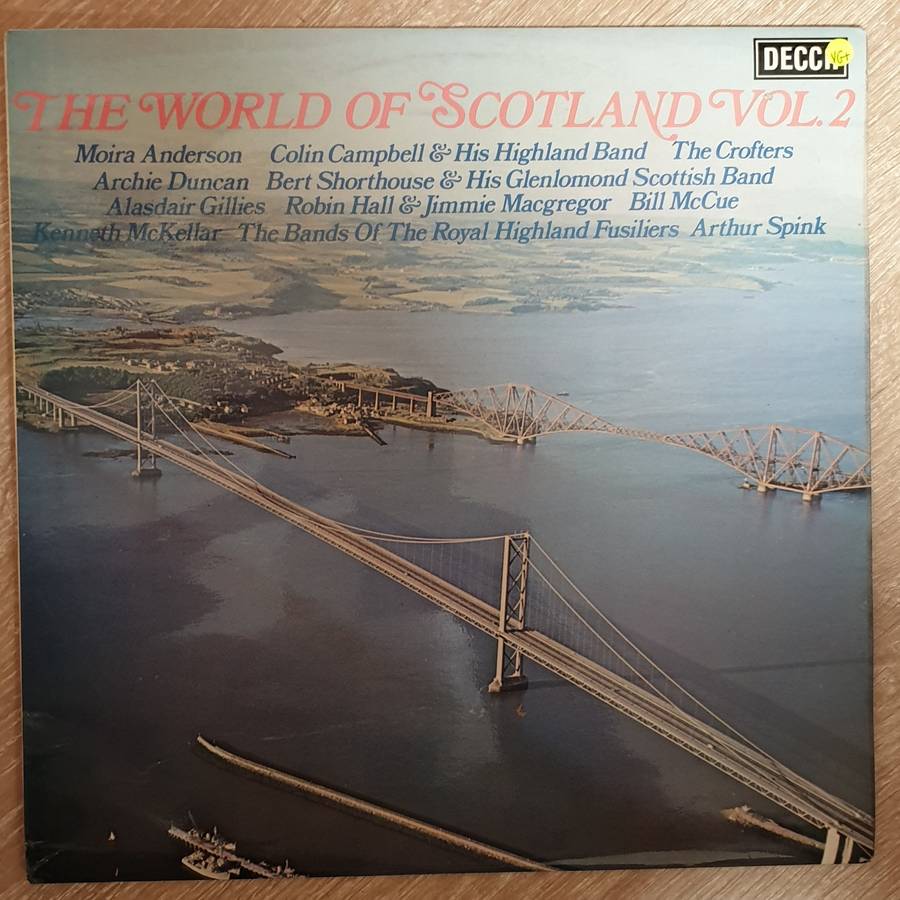 DECCA
VG+
THE WORLD OF SCOTLAND VOL. 2
Moira Anderson Colin Campbell & His Highland Band The Crofters
Archie Duncan Bert Shorthouse & His Glenlomond Scottish Band
Alasdair Gillies Robin Hall & Jimmie Macgregor Bill McCue
Kenneth McKellar The Bands Of The Royal Highland Fusiliers Arthur Spink